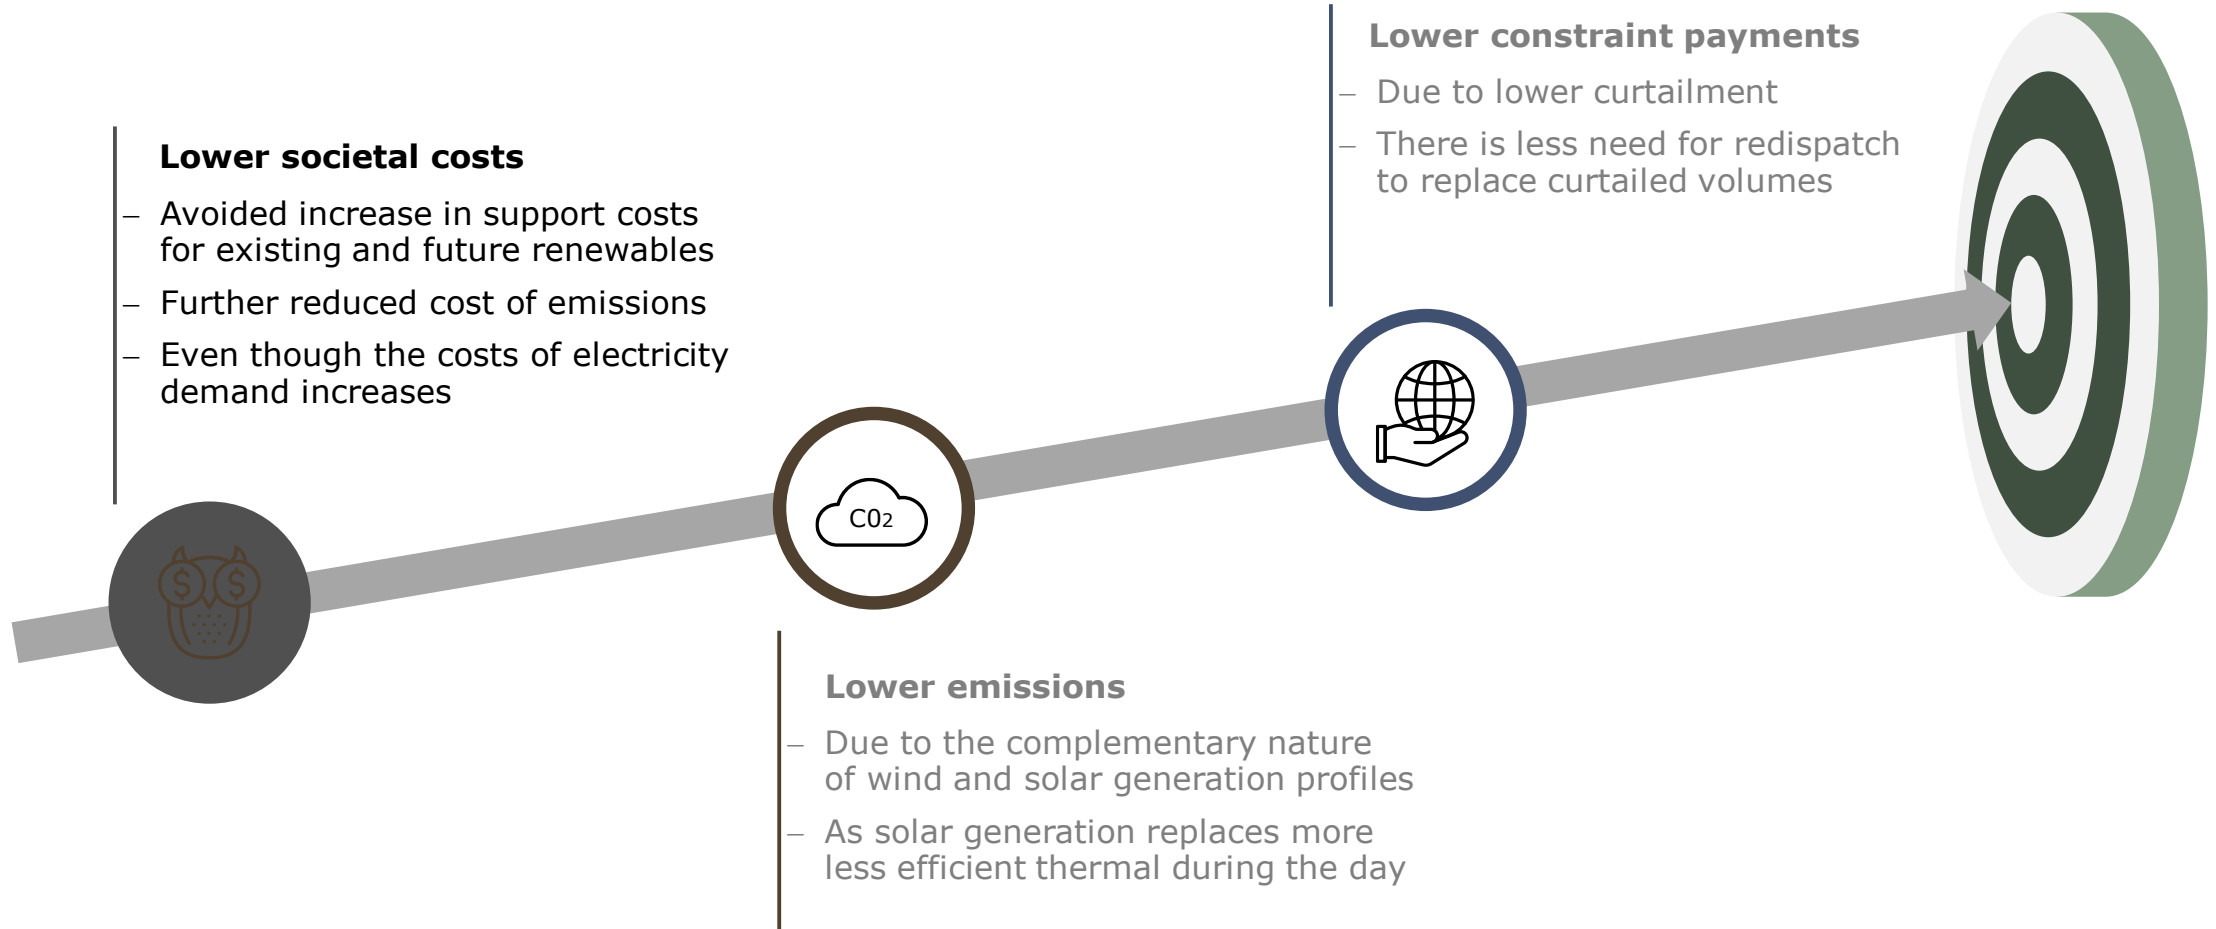 Lower societal costs
– Avoided increase in support costs
for existing and future renewables
– Further reduced cost of emissions
– Even though the costs of electricity
demand increases
$ $
C02
Lower emissions
– Due to the complementary nature
of wind and solar generation profiles
– As solar generation replaces more
less efficient thermal during the day
Lower constraint payments
– Due to lower curtailment
– There is less need for redispatch
to replace curtailed volumes